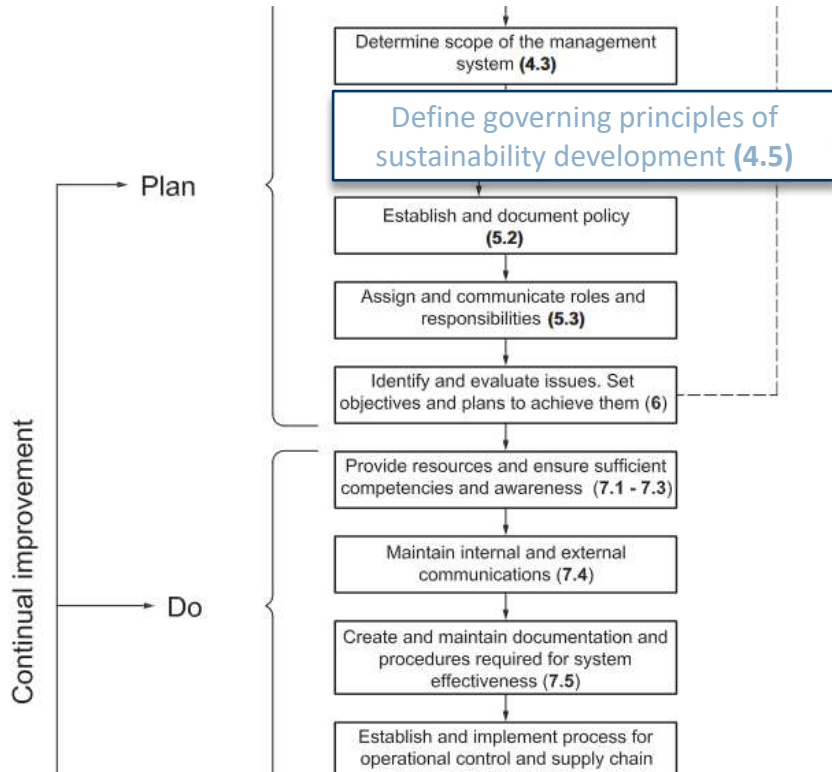 Determine scope of the management
system (4.3)
Define governing principles of
sustainability development (4.5)
Plan
Establish and document policy
(5.2)
Assign and communicate roles and
responsibilities (5.3)
Identify and evaluate issues. Set
objectives and plans to achieve them (6)
Continual improvement
Provide resources and ensure sufficient
competencies and awareness (7.1 - 7.3)
Maintain internal and external
communications (7.4)
Do
Create and maintain documentation and
procedures required for system
effectiveness (7.5)
Establish and implement process for
operational control and supply chain